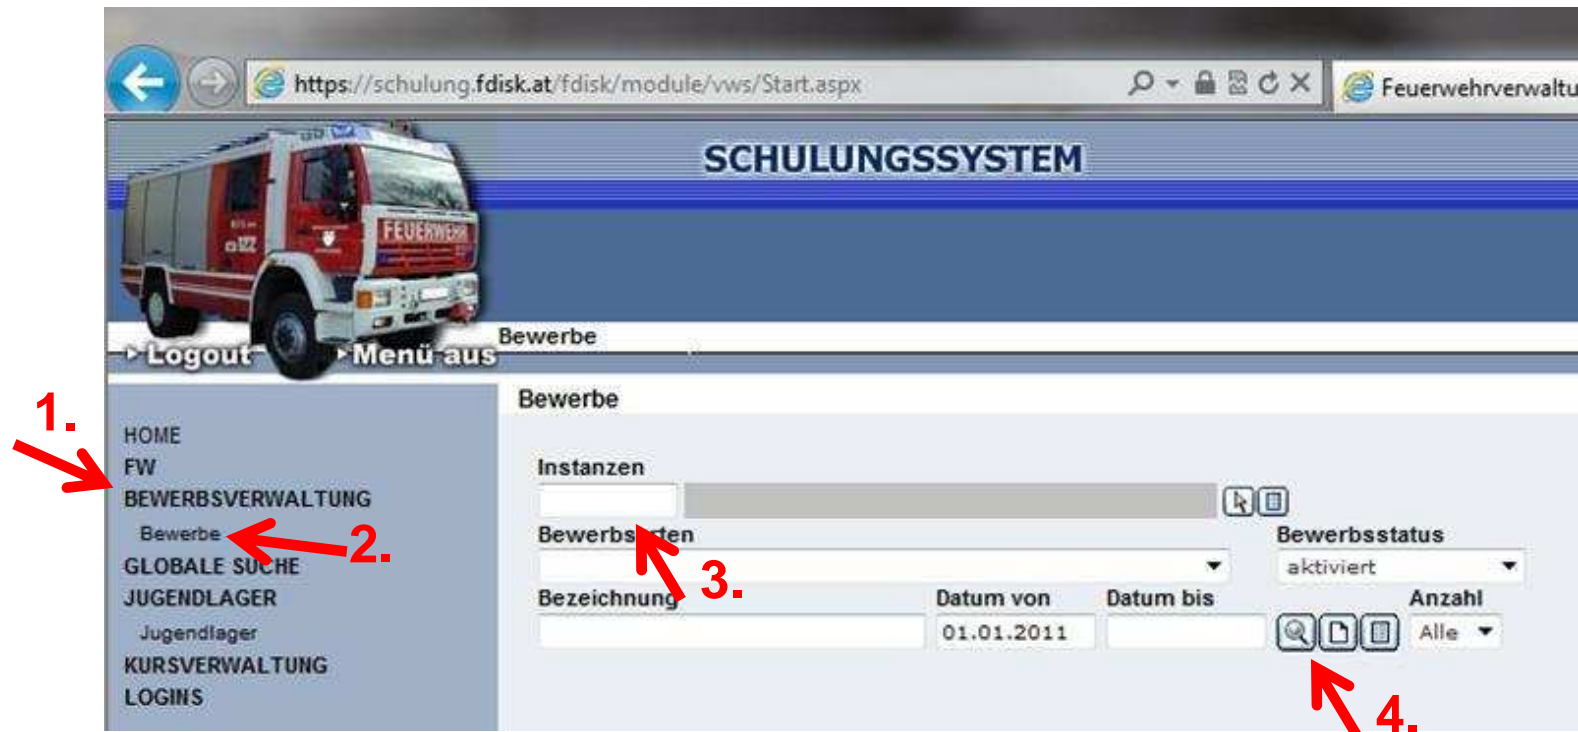 https://schulung.fdisk.at/fdisk/module/vws/Start.aspx
Feuerwehrverwaltu
SCHULUNGSSYSTEM
FEUERWEHR
122
Logout
Menü aus
Bewerbe
Bewerbe
1.
HOME
FW
BEWERBSVERWALTUNG
Bewerbe
2.
GLOBALE SUCHE
JUGENDLAGER
Jugendlager
KURSVERWALTUNG
LOGINS
Instanzen
Bewerbsarten
Bewerbsstatus
aktiviert
3.
Bezeichnung
Datum von
Datum bis
Anzahl
01.01.2011
Alle
4.